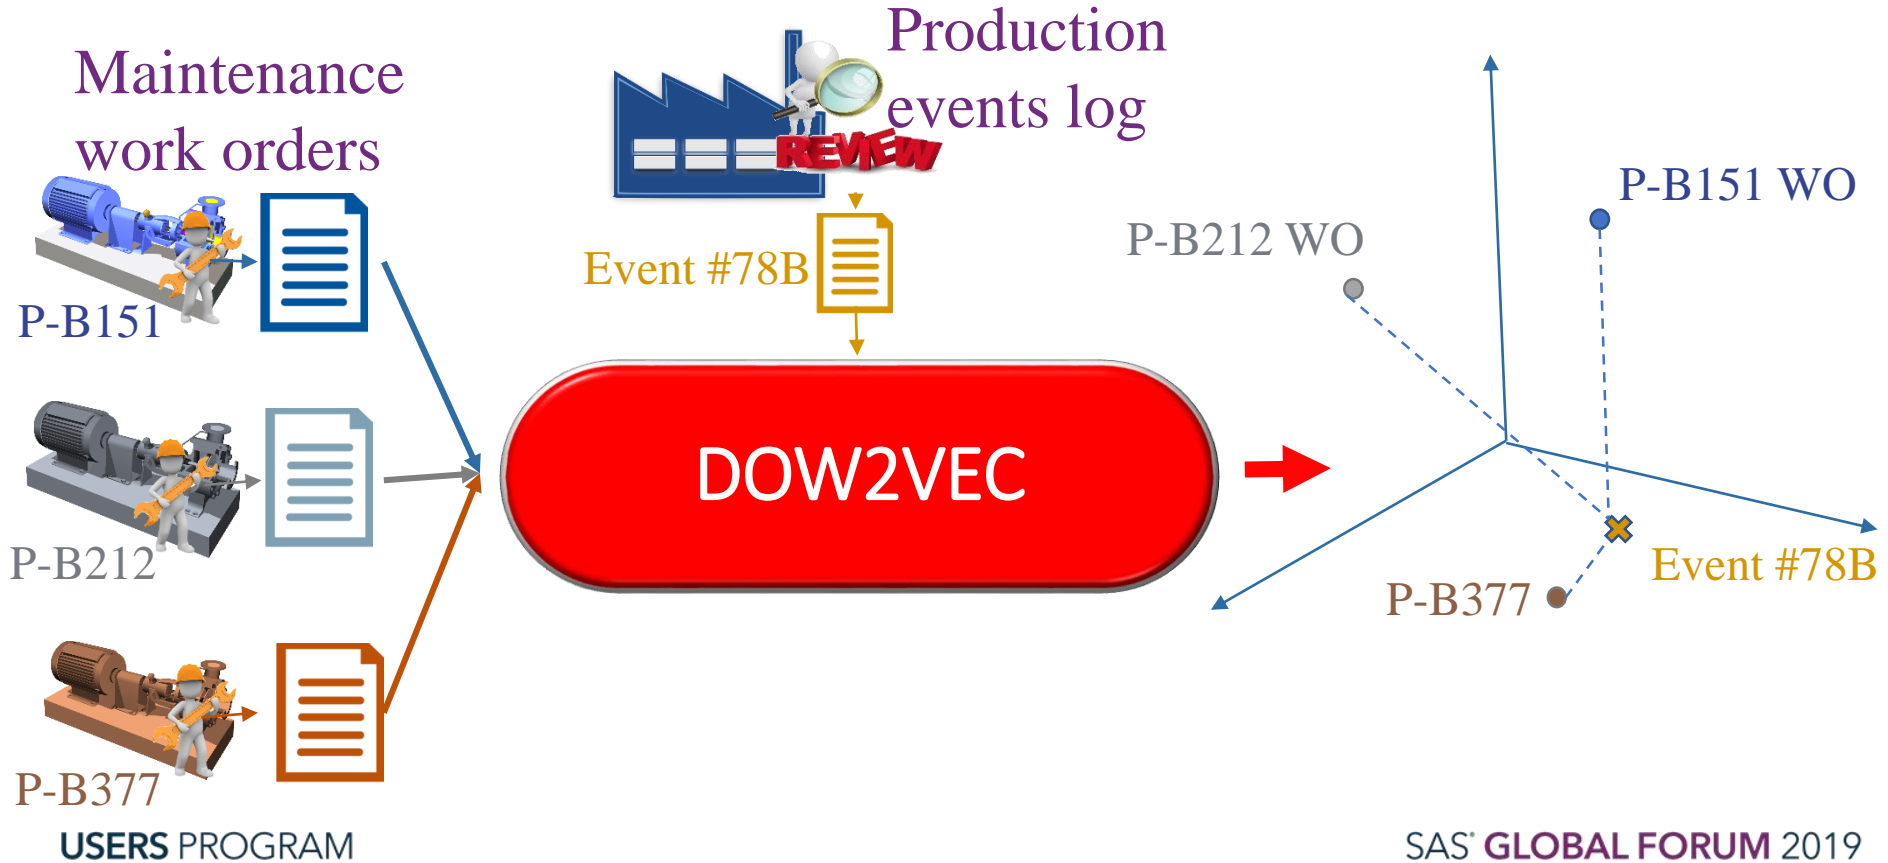 Maintenance
work orders
P-B151
P-B212
P-B377
Production
events log
REVIEW
Event #78B
DOW2VEC
P-B151 WO
P-B212 WO
Event #78B
P-B377
USERS PROGRAM
SAS® GLOBAL FORUM 2019